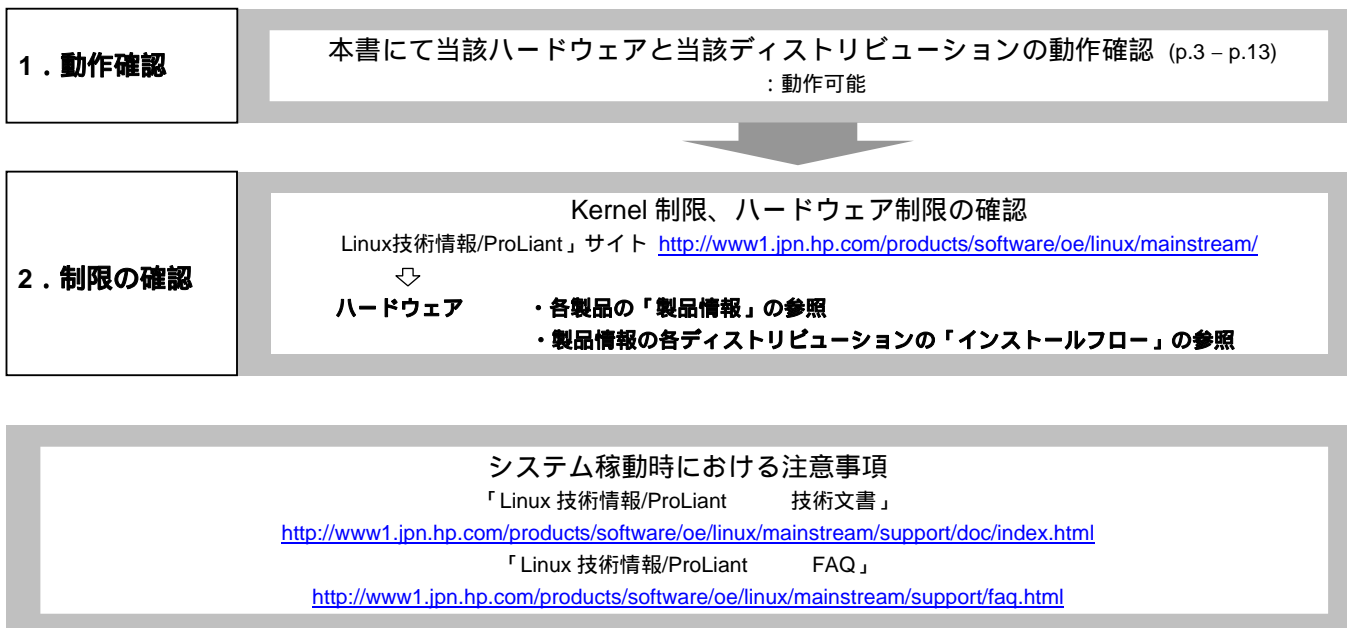 1．動作確認
本書にて当該ハードウェアと当該ディストリビューションの動作確認 (p.3 – p.13)
：動作可能
2．制限の確認
Kernel 制限、ハードウェア制限の確認
Linux技術情報/ProLiant」サイト http://www1.jpn.hp.com/products/software/oe/linux/mainstream/
ハードウェア ・各製品の「製品情報」の参照
・製品情報の各ディストリビューションの「インストールフロー」の参照
システム稼動時における注意事項
「Linux 技術情報/ProLiant 技術文書」
http://www1.jpn.hp.com/products/software/oe/linux/mainstream/support/doc/index.html
「Linux 技術情報/ProLiant FAQ」
http://www1.jpn.hp.com/products/software/oe/linux/mainstream/support/faq.html